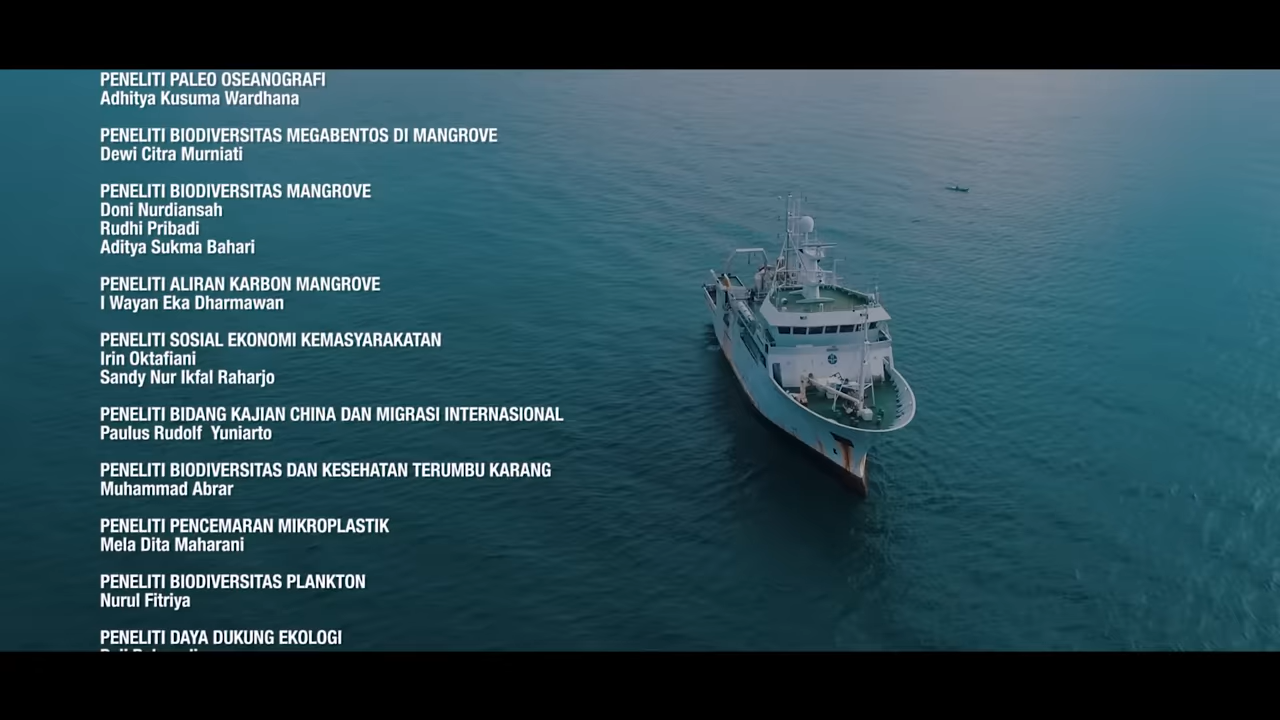 PENELITI PALEO OSEANOGRAFI
Adhitya Kusuma Wardhana
PENELITI BIODIVERSITAS MEGABENTOS DI MANGROVE
Dewi Citra Murniati
PENELITI BIODIVERSITAS MANGROVE
Doni Nurdiansah
Rudhi Pribadi
Aditya Sukma Bahari
PENELITI ALIRAN KARBON MANGROVE
I Wayan Eka Dharmawan
PENELITI SOSIAL EKONOMI KEMASYARAKATAN
Irin Oktafiani
Sandy Nur Ikfal Raharjo
PENELITI BIDANG KAJIAN CHINA DAN MIGRASI INTERNASIONAL
Paulus Rudolf  Yuniarto
PENELITI BIODIVERSITAS DAN KESEHATAN TERUMBU KARANG
Muhammad Abrar
PENELITI PENCEMARAN MIKROPLASTIK
Mela Dita Maharani
PENELITI BIODIVERSITAS PLANKTON
Nurul Fitriya
PENELITI DAYA DUKUNG EKOLOGI